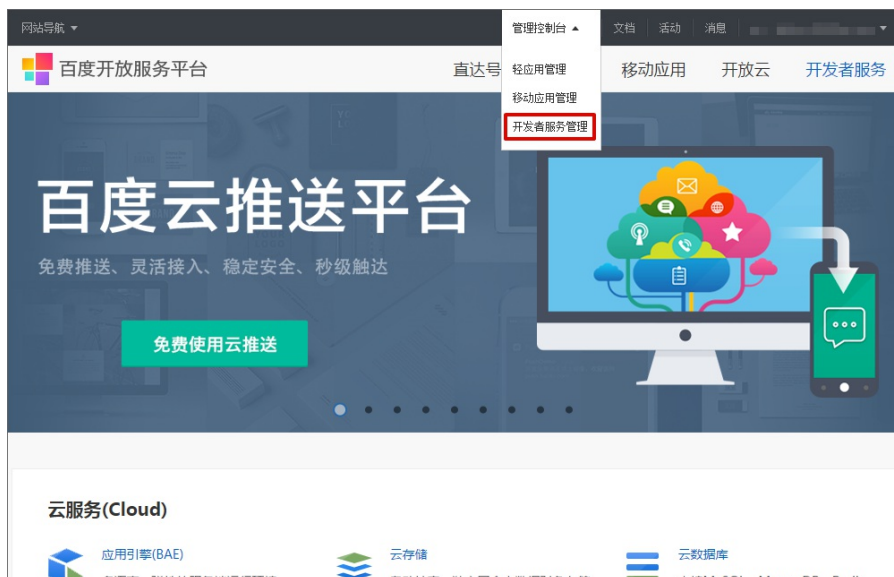 网站导航
管理控制台
文档
活动
消息
百度开放服务平台
直达号
轻应用管理
移动应用管理
开发者服务管理
移动应用
开放云
开发者服务
百度云推送平台
免费推送、灵活接入、稳定安全、秒级触达
免费使用云推送
云服务(Cloud)
应用引擎(BAE)
云存储
云数据库